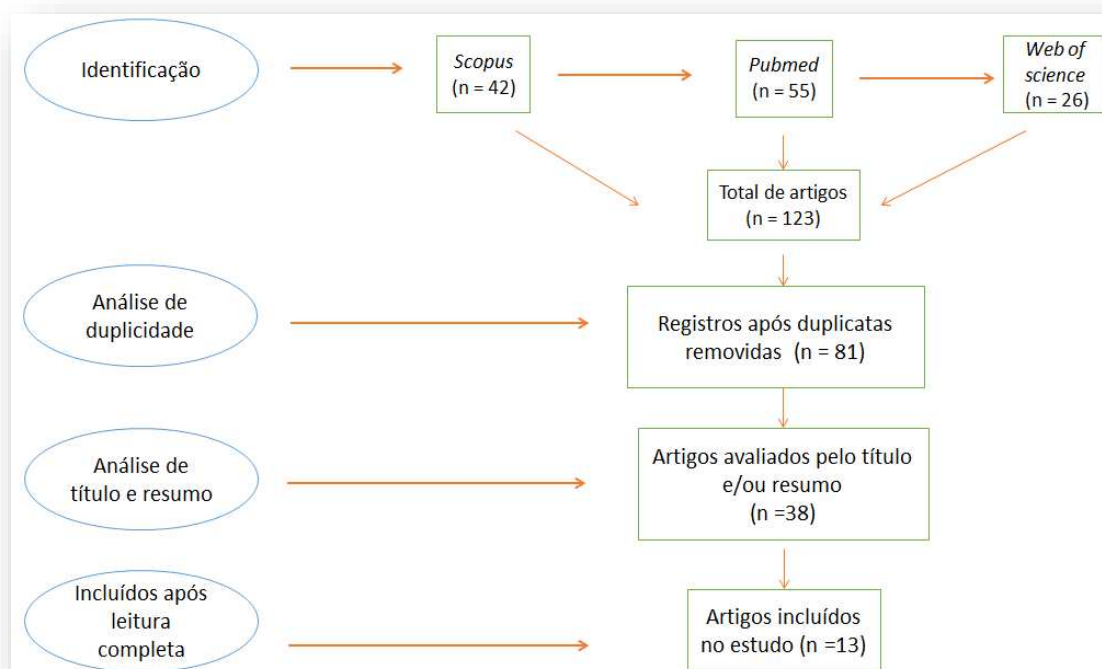 Identificação
Scopus
(n = 42)
Pubmed
(n = 55)
Web of
science
(n = 26)
Total de artigos
(n = 123)
Análise de
duplicidade
Registros após duplicatas
removidas (n = 81)
Análise de
título e resumo
Artigos avaliados pelo título
e/ou resumo
(n =38)
Incluídos após
leitura
completa
Artigos incluídos
no estudo (n =13)